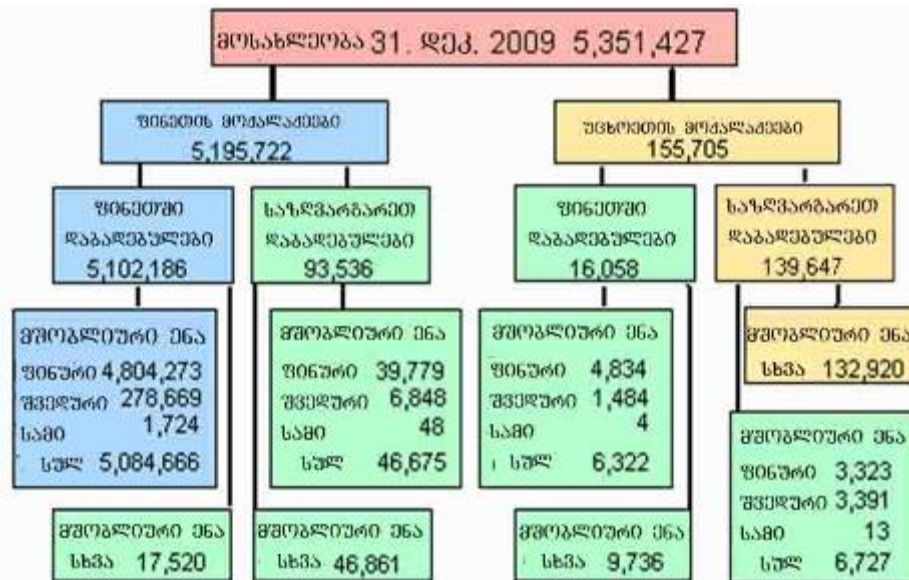 მოსახლეობა 31. დეკ. 2009 5,351,427
ფინეთის მოქალაქეები
5,195,722
უცხოეთის მოქალაქეები
155,705
ფინეთში
დაბადებულები
5,102,186
საზღვარგარეთ
დაბადებულები
93,536
ფინეთში
დაბადებულები
16,058
საზღვარგარეთ
დაბადებულები
139,647
მშობლიური ენა
ფინური 4,804,273
შვედური 278,669
სამი 1,724
სულ 5,084,666
მშობლიური ენა
ფინური 39,779
შვედური 6,848
სამი 48
სულ 46,675
მშობლიური ენა
ფინური 4,834
შვედური 1,484
სამი 4
სულ 6,322
მშობლიური ენა
სხვა 132,920
მშობლიური ენა
ფინური 3,323
შვედური 3,391
სამი 13
სულ 6,727
მშობლიური ენა
სხვა 17,520
მშობლიური ენა
სხვა 46,861
მშობლიური ენა
სხვა 9,736